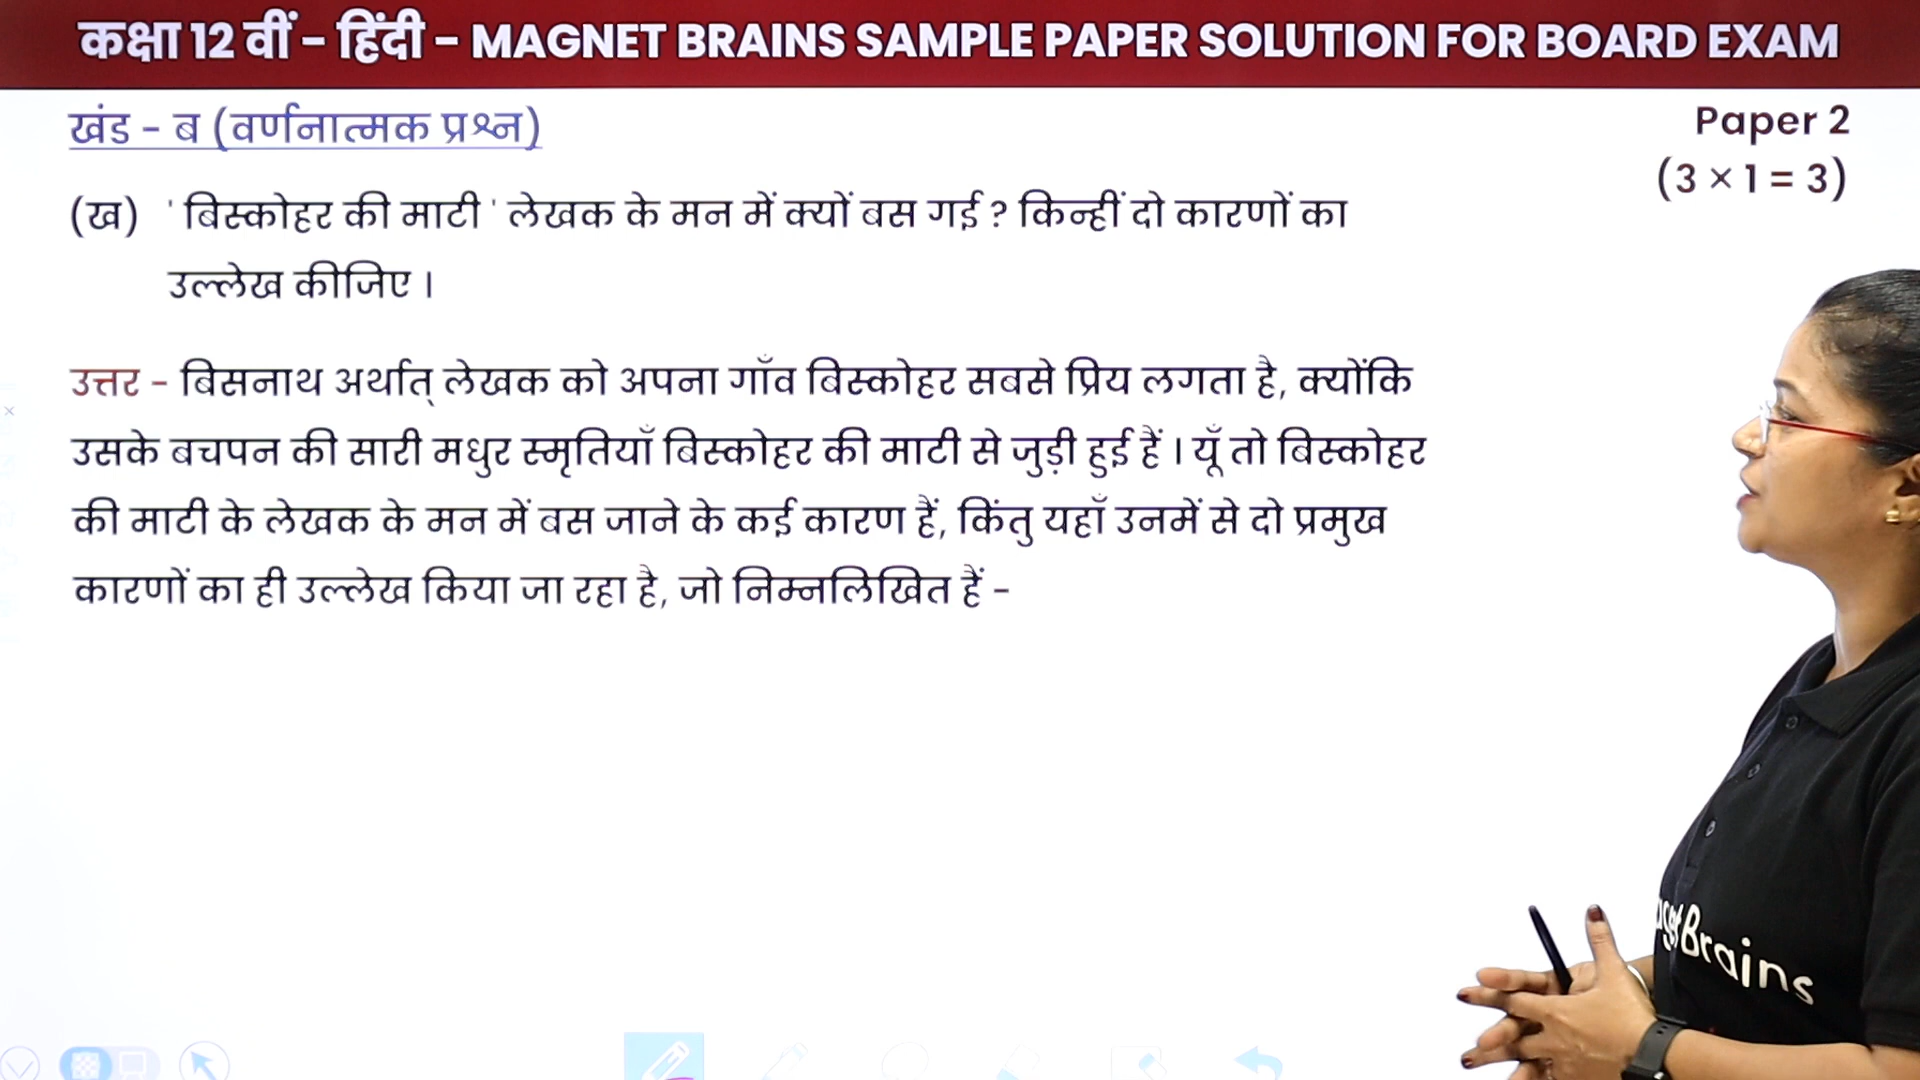 कक्षा 12 वीं - हिंदी - MAGNET BRAINS SAMPLE PAPER SOLUTION FOR BOARD EXAM
खंड - ब (वर्णनात्मक प्रश्न)
Paper 2
(3 × 1 = 3)
(ख) ' बिस्कोहर की माटी ' लेखक के मन में क्यों बस गई ? किन्हीं दो कारणों का
उल्लेख कीजिए ।
उत्तर - बिसनाथ अर्थात् लेखक को अपना गाँव बिस्कोहर सबसे प्रिय लगता है, क्योंकि
उसके बचपन की सारी मधुर स्मृतियाँ बिस्कोहर की माटी से जुड़ी हुई हैं । यूँ तो बिस्कोहर
की माटी के लेखक के मन में बस जाने के कई कारण हैं, किंतु यहाँ उनमें से दो प्रमुख
कारणों का ही उल्लेख किया जा रहा है, जो निम्नलिखित हैं -
Brains